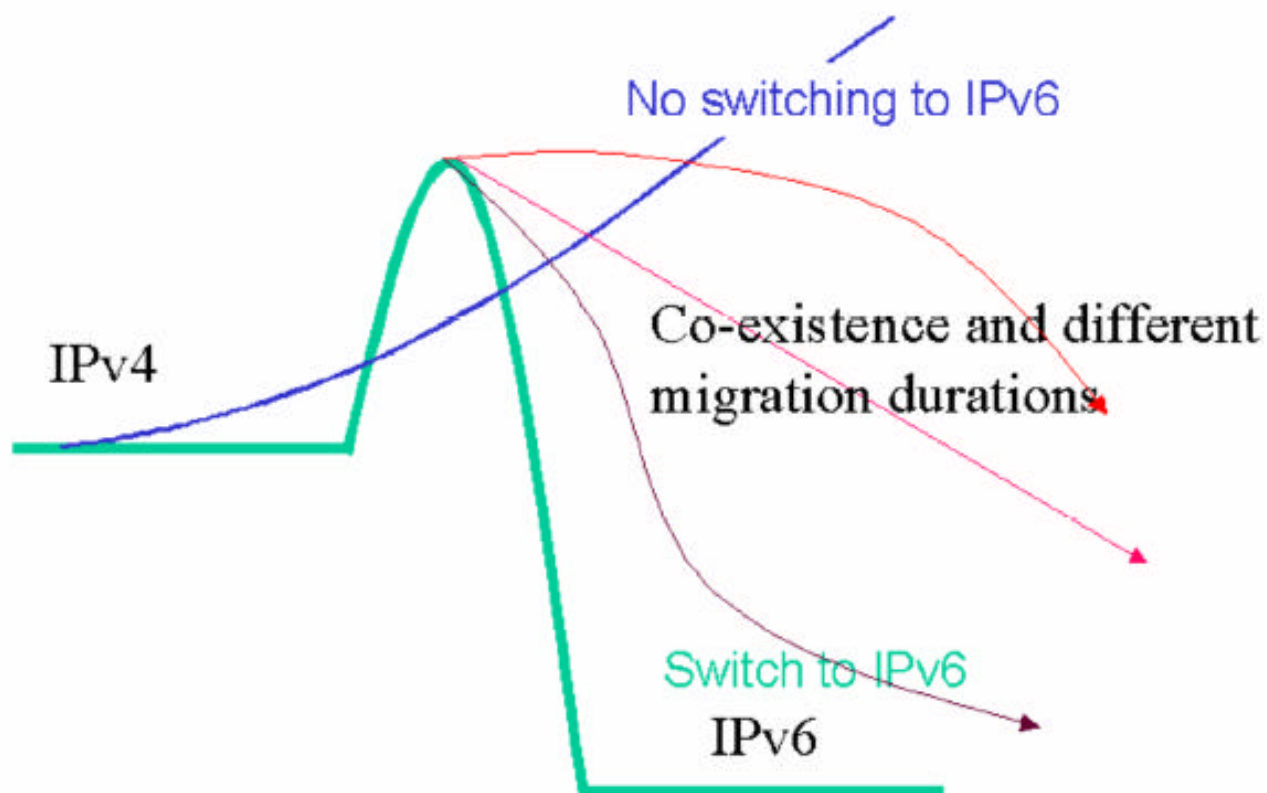 No switching to IPv6
Co-existence and different
migration durations
IPv4
Switch to IPv6
IPv6